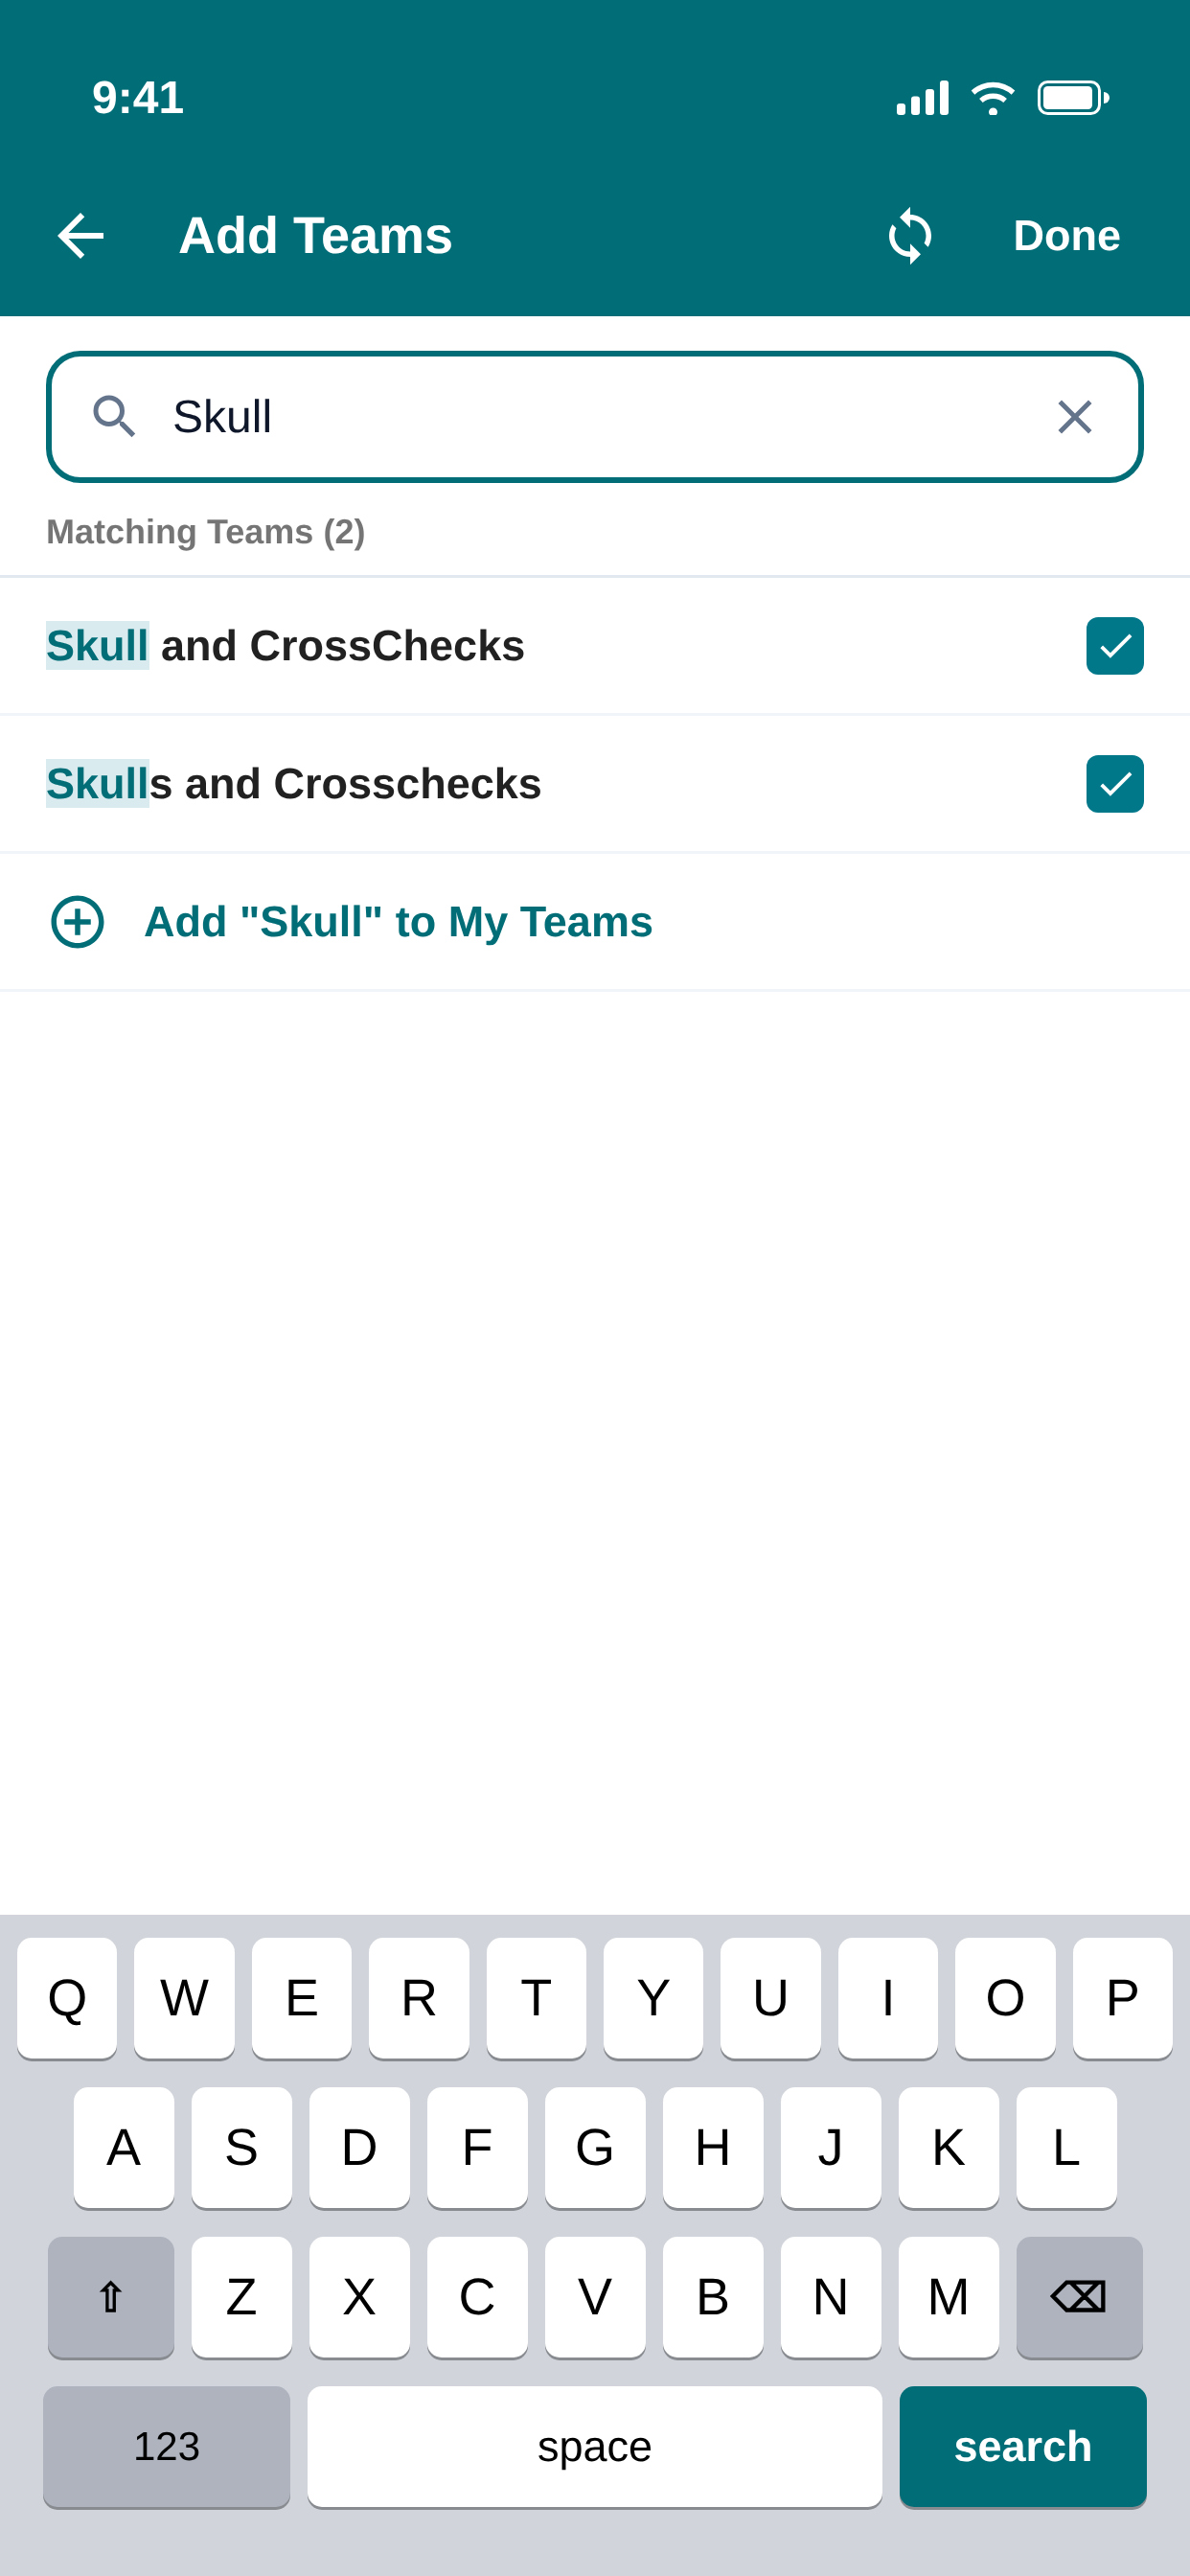 9:41
Add Teams
Done
Skull
Matching Teams (2)
Skull and CrossChecks
Skulls and Crosschecks
Add "Skull" to My Teams
Q W E R T Y U I O P
A S D F G H J K L
⇧ Z X C V B N M ⌫
123 space search